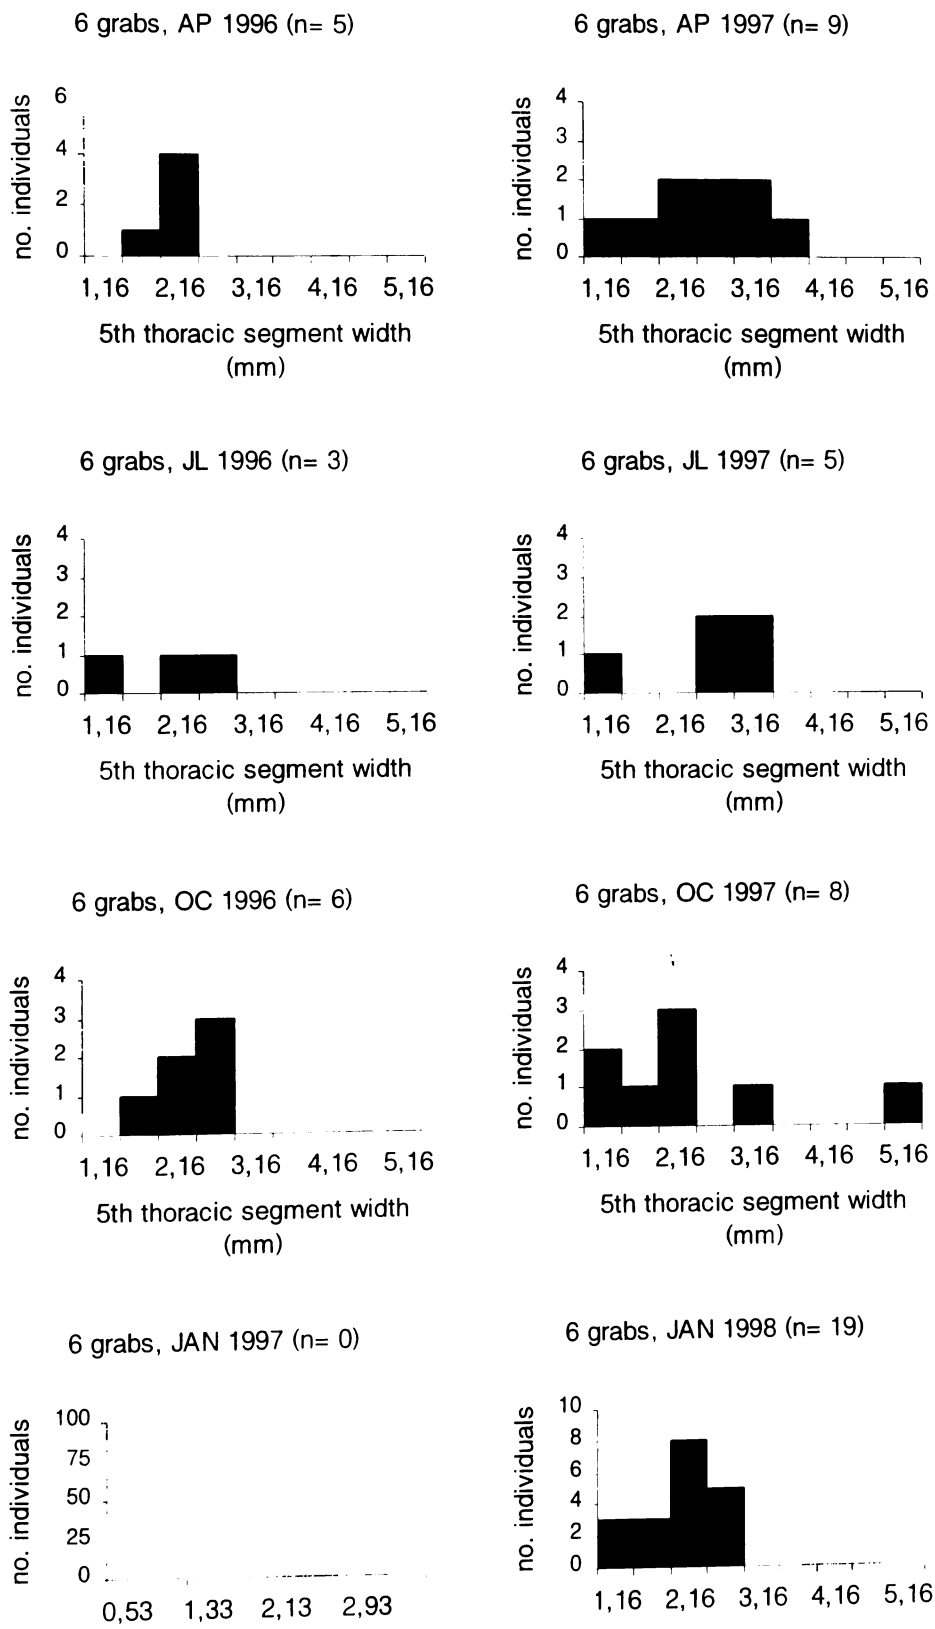 6 grabs, AP 1996 (n= 5)
no. individuals
6
4
2
0
1,16 2,16 3,16 4,16 5,16
5th thoracic segment width
(mm)
6 grabs, AP 1997 (n= 9)
no. individuals
4
3
2
1
0
1,16 2,16 3,16 4,16 5,16
5th thoracic segment width
(mm)
6 grabs, JL 1996 (n= 3)
no. individuals
4
3
2
1
0
1,16 2,16 3,16 4,16 5,16
5th thoracic segment width
(mm)
6 grabs, JL 1997 (n= 5)
no. individuals
4
3
2
1
0
1,16 2,16 3,16 4,16 5,16
5th thoracic segment width
(mm)
6 grabs, OC 1996 (n= 6)
no. individuals
4
3
2
1
0
1,16 2,16 3,16 4,16 5,16
5th thoracic segment width
(mm)
6 grabs, OC 1997 (n= 8)
no. individuals
4
3
2
1
0
1,16 2,16 3,16 4,16 5,16
5th thoracic segment width
(mm)
6 grabs, JAN 1997 (n= 0)
no. individuals
100
75
50
25
0
0,53 1,33 2,13 2,93
6 grabs, JAN 1998 (n= 19)
no. individuals
10
8
6
4
2
0
1,16 2,16 3,16 4,16 5,16